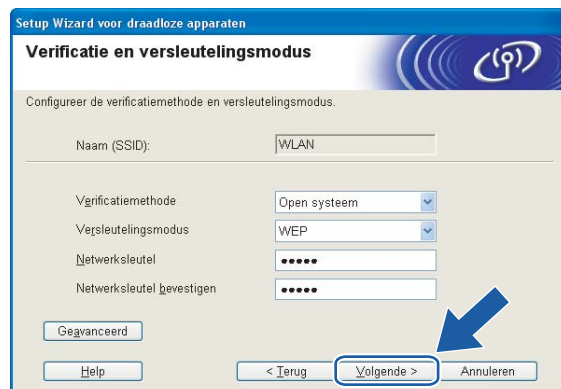 Setup Wizard voor draadloze apparaten
Verificatie en versleutelingsmodus
Configureer de verificatiemethode en versleutelingsmodus.
Naam (SSID): WLAN
Verificatiemethode Open systeem
Versleutelingsmodus WEP
Netwerksleutel •••••
Netwerksleutel bevestigen •••••
Geavanceerd
Help < Terug Volgende > Annuleren